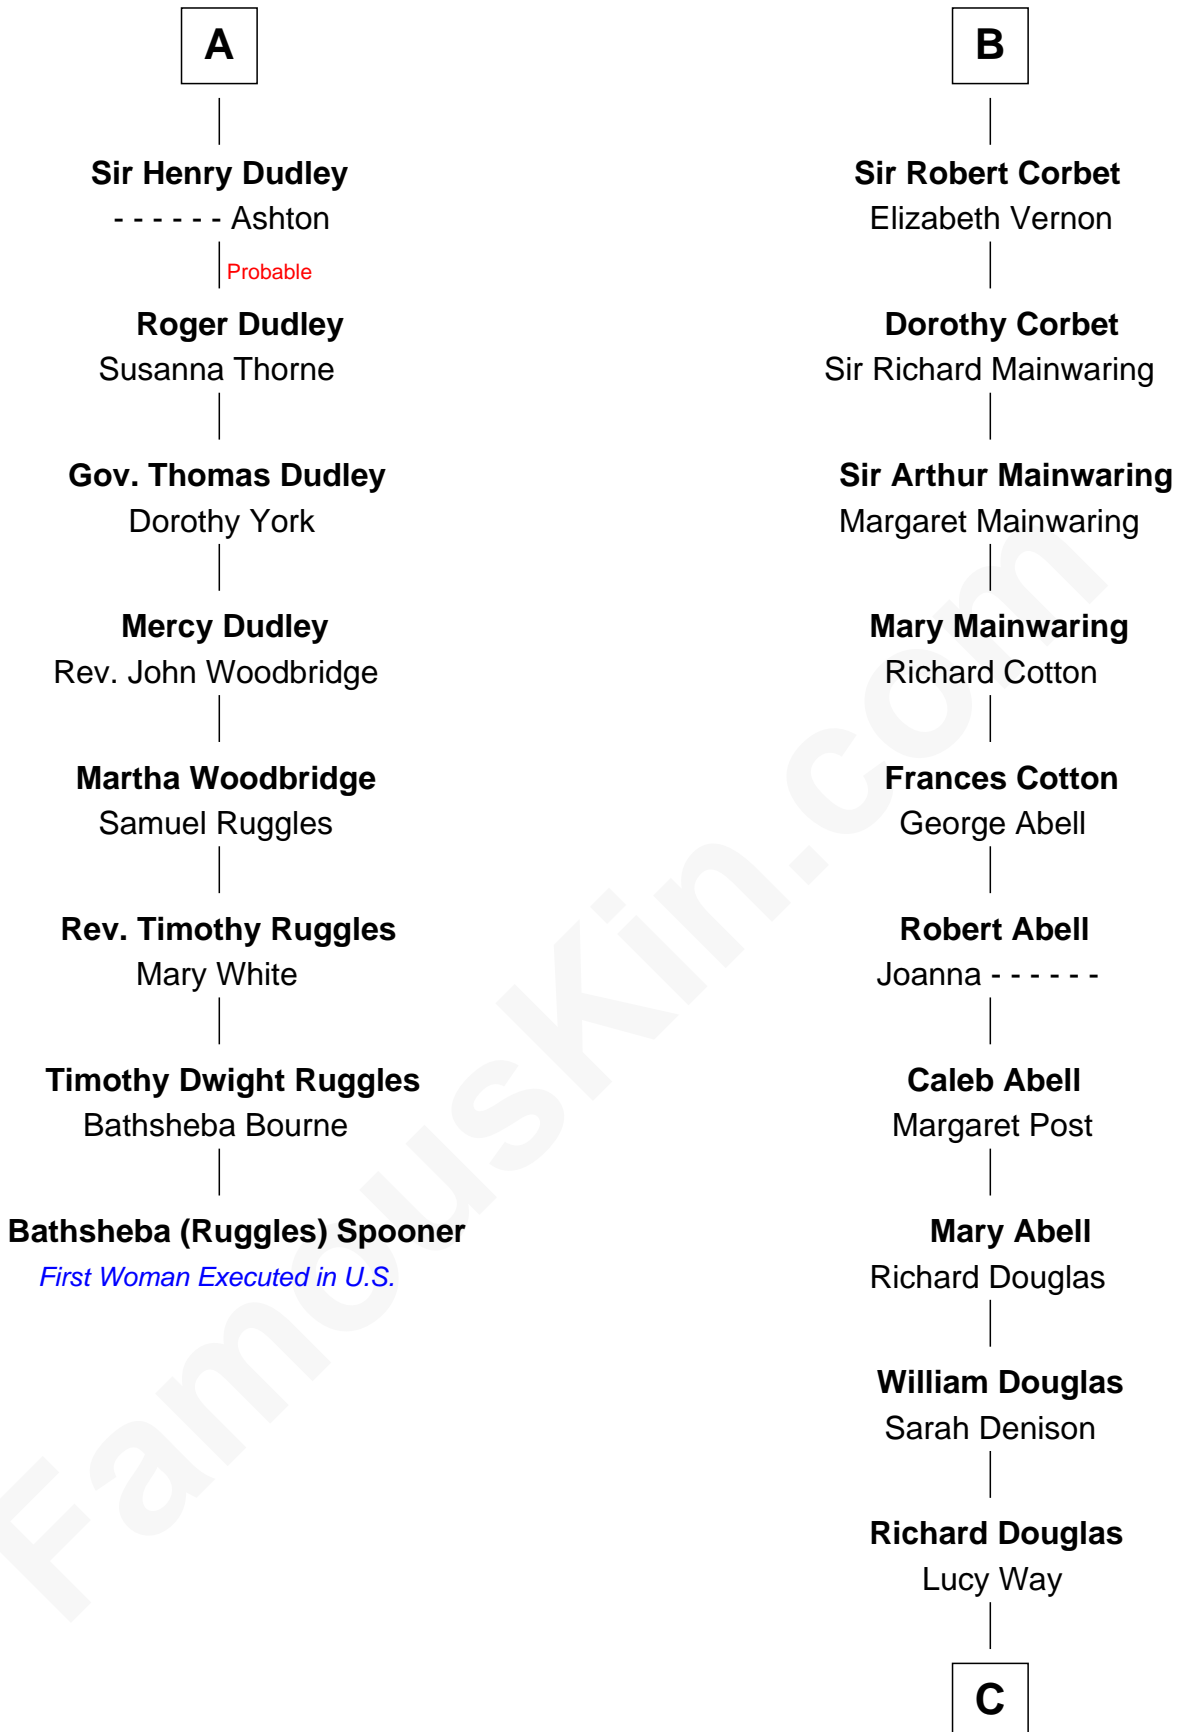 A
Sir Henry Dudley
- - - - - - Ashton
Probable
Roger Dudley
Susanna Thorne
Gov. Thomas Dudley
Dorothy York
Mercy Dudley
Rev. John Woodbridge
Martha Woodbridge
Samuel Ruggles
Rev. Timothy Ruggles
Mary White
Timothy Dwight Ruggles
Bathsheba Bourne
Bathsheba (Ruggles) Spooner
First Woman Executed in U.S.
B
Sir Robert Corbet
Elizabeth Vernon
Dorothy Corbet
Sir Richard Mainwaring
Sir Arthur Mainwaring
Margaret Mainwaring
Mary Mainwaring
Richard Cotton
Frances Cotton
George Abell
Robert Abell
Joanna - - - - - -
Caleb Abell
Margaret Post
Mary Abell
Richard Douglas
William Douglas
Sarah Denison
Richard Douglas
Lucy Way
C
FamousKin.com